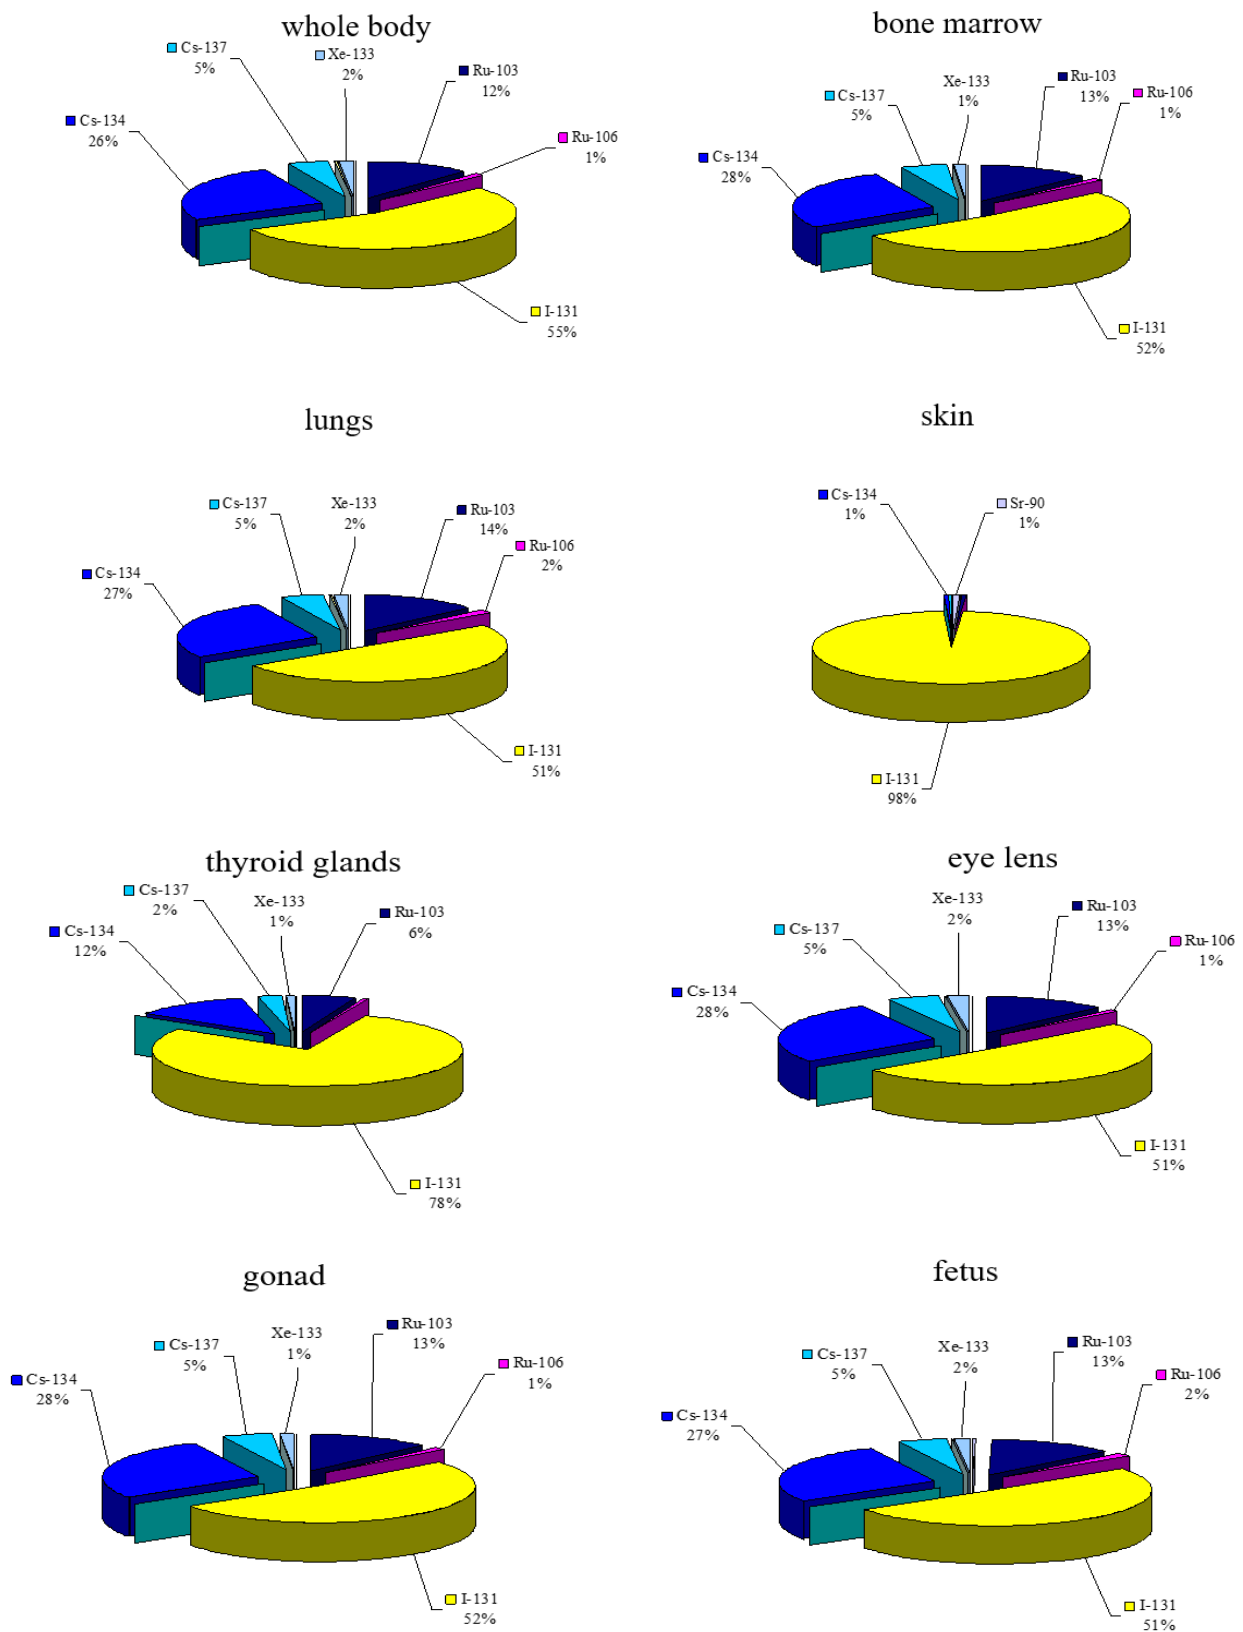 whole body
Cs-137
5%
Xe-133
2%
Ru-103
12%
Cs-134
26%
Ru-106
1%
I-131
55%
bone marrow
Xe-133
1%
Ru-103
13%
Cs-137
5%
Ru-106
1%
Cs-134
28%
I-131
52%
lungs
Cs-137
5%
Xe-133
2%
Ru-103
14%
Ru-106
2%
Cs-134
27%
I-131
51%
skin
Cs-134
1%
Sr-90
1%
I-131
98%
thyroid glands
Cs-137
2%
Xe-133
1%
Ru-103
6%
Cs-134
12%
I-131
78%
eye lens
Xe-133
2%
Ru-103
13%
Cs-137
5%
Ru-106
1%
Cs-134
28%
I-131
51%
gonad
Cs-137
5%
Xe-133
1%
Ru-103
13%
Ru-106
1%
Cs-134
28%
I-131
52%
fetus
Cs-137
5%
Xe-133
2%
Ru-103
13%
Ru-106
2%
Cs-134
27%
I-131
51%